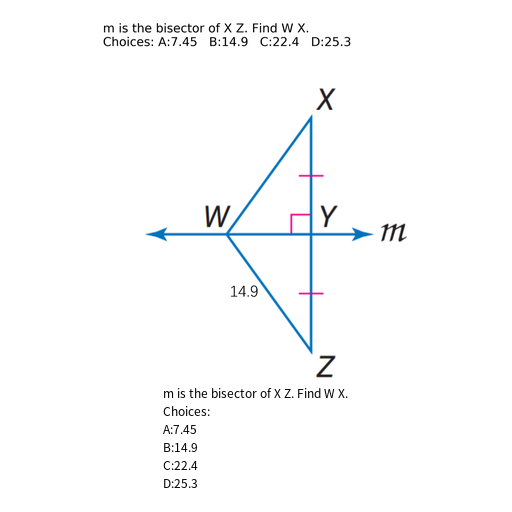 m is the bisector of X Z. Find W X.
Choices: A:7.45 B:14.9 C:22.4 D:25.3
X
W
Y
m
14.9
Z
m is the bisector of X Z. Find W X.
Choices:
A:7.45
B:14.9
C:22.4
D:25.3